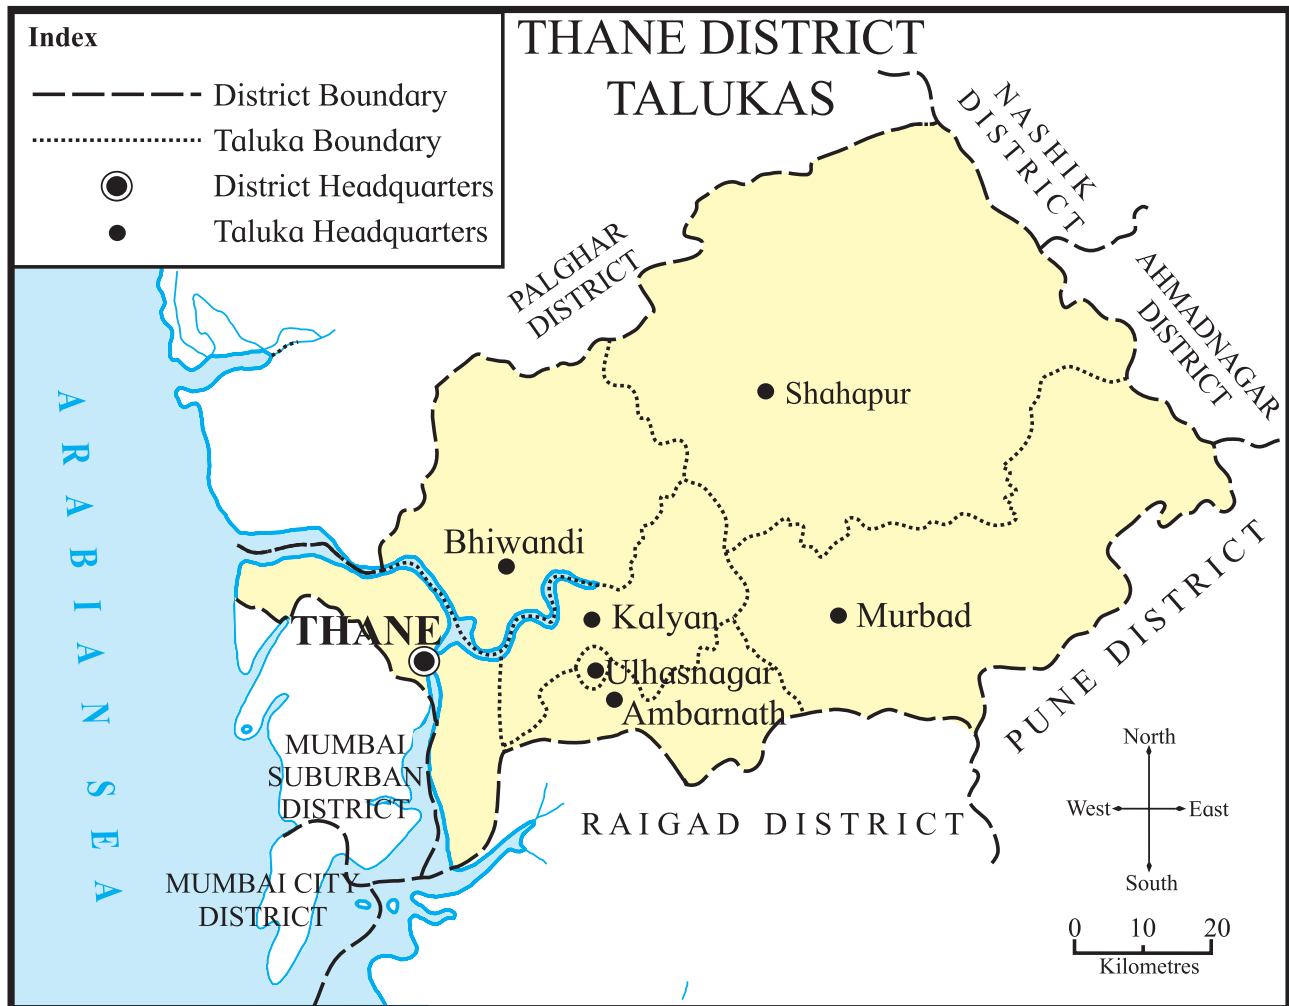 THANE DISTRICT
TALUKAS
Index
District Boundary
Taluka Boundary
District Headquarters
Taluka Headquarters
NASHIK
DISTRICT
PALGHAR
DISTRICT
AHMADNAGAR
DISTRICT
ARABIAN SEA
Shahapur
Bhiwandi
Kalyan
Murbad
THANE
Ulhasnagar
Ambarnath
PUNE DISTRICT
MUMBAI
SUBURBAN
DISTRICT
RAIGAD DISTRICT
MUMBAI CITY
DISTRICT
North
West
East
South
0 10 20
Kilometres